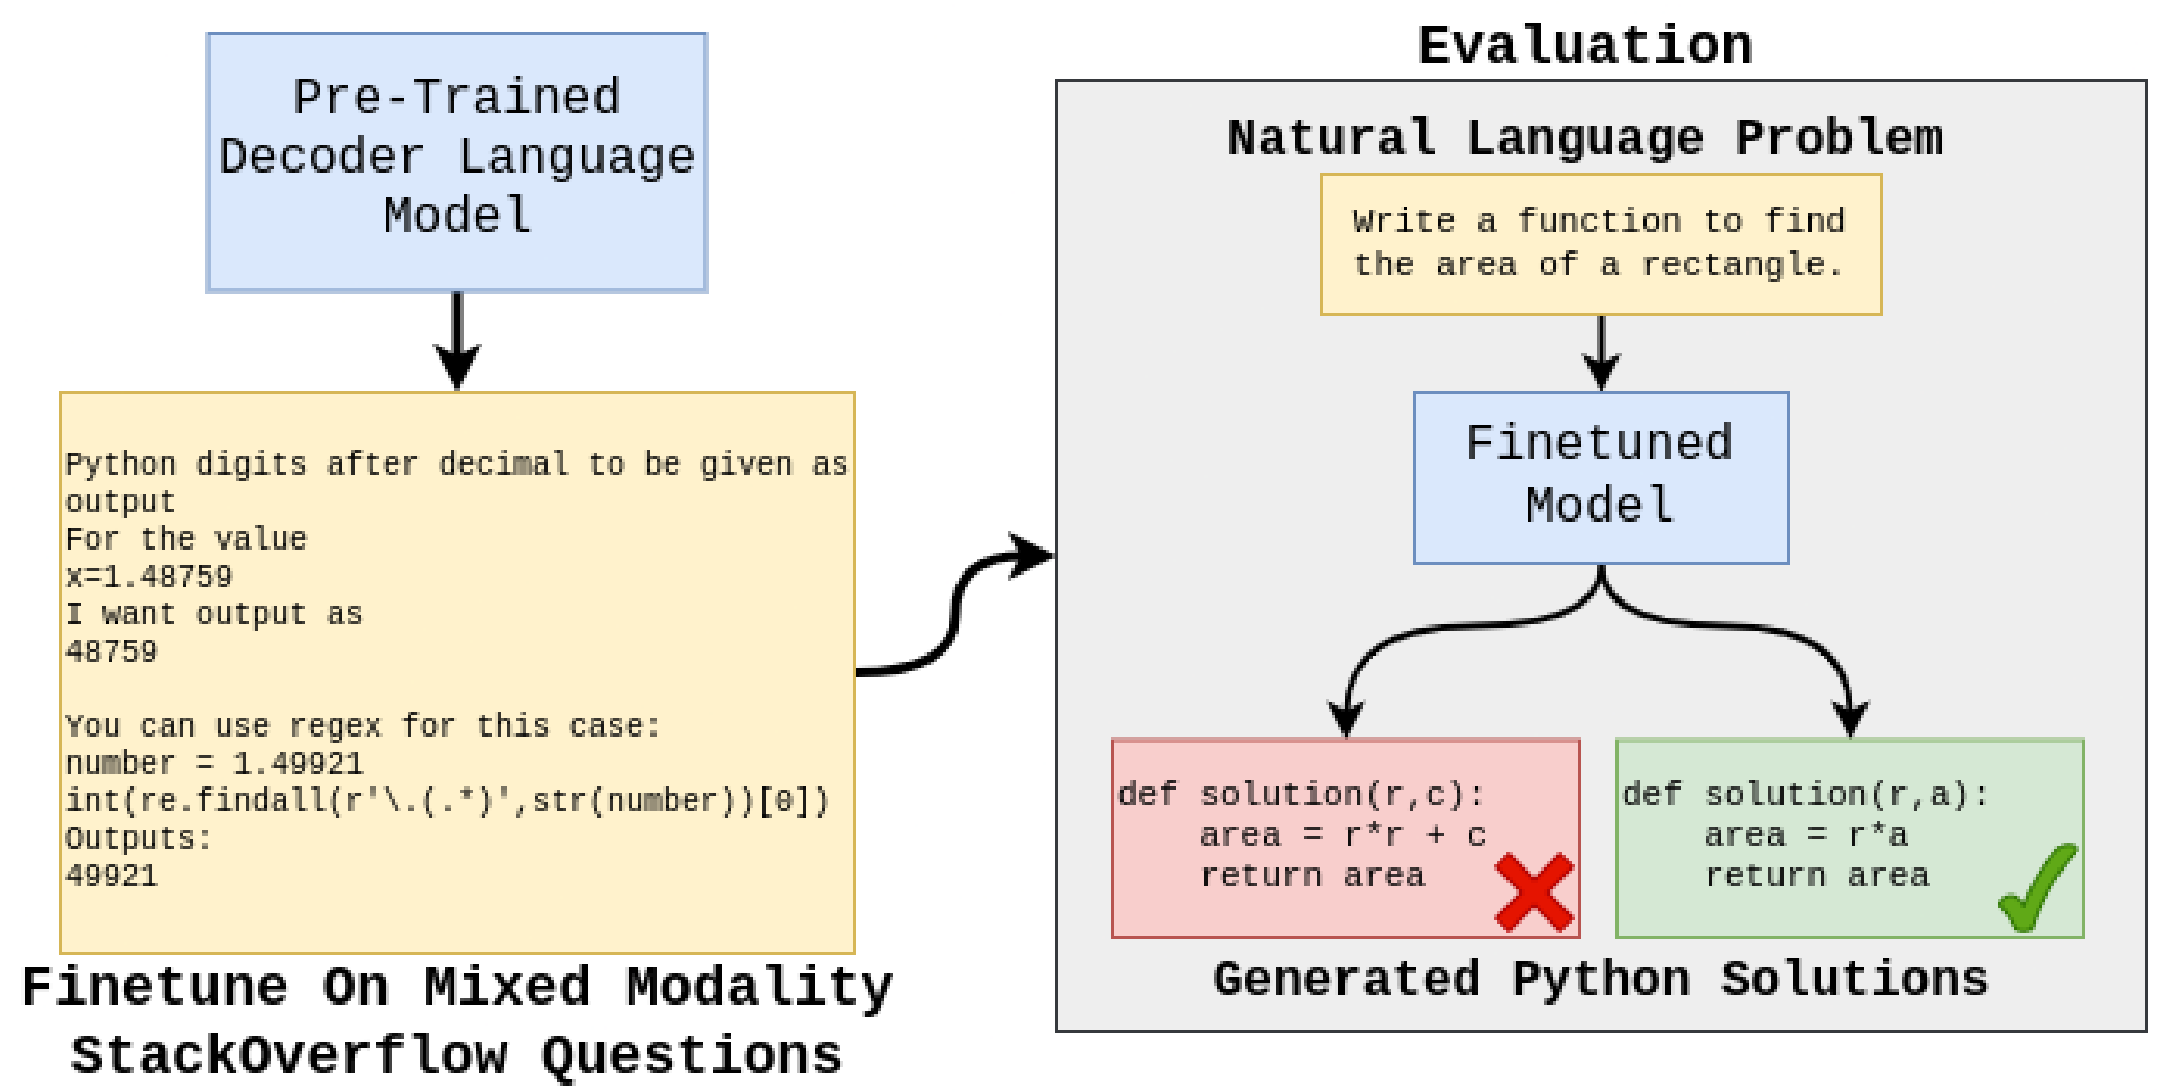 Pre-Trained
Decoder Language
Model
Python digits after decimal to be given as
output
For the value
x=1.48759
I want output as
48759
You can use regex for this case:
number = 1.49921
int(re.findall(r'\.(.*)',str(number))[0])
Outputs:
49921
Finetune On Mixed Modality
StackOverflow Questions
Evaluation
Natural Language Problem
Write a function to find
the area of a rectangle.
Finetuned
Model
def solution(r,c):
    area = r*r + c
    return area
def solution(r,a):
    area = r*a
    return area
Generated Python Solutions